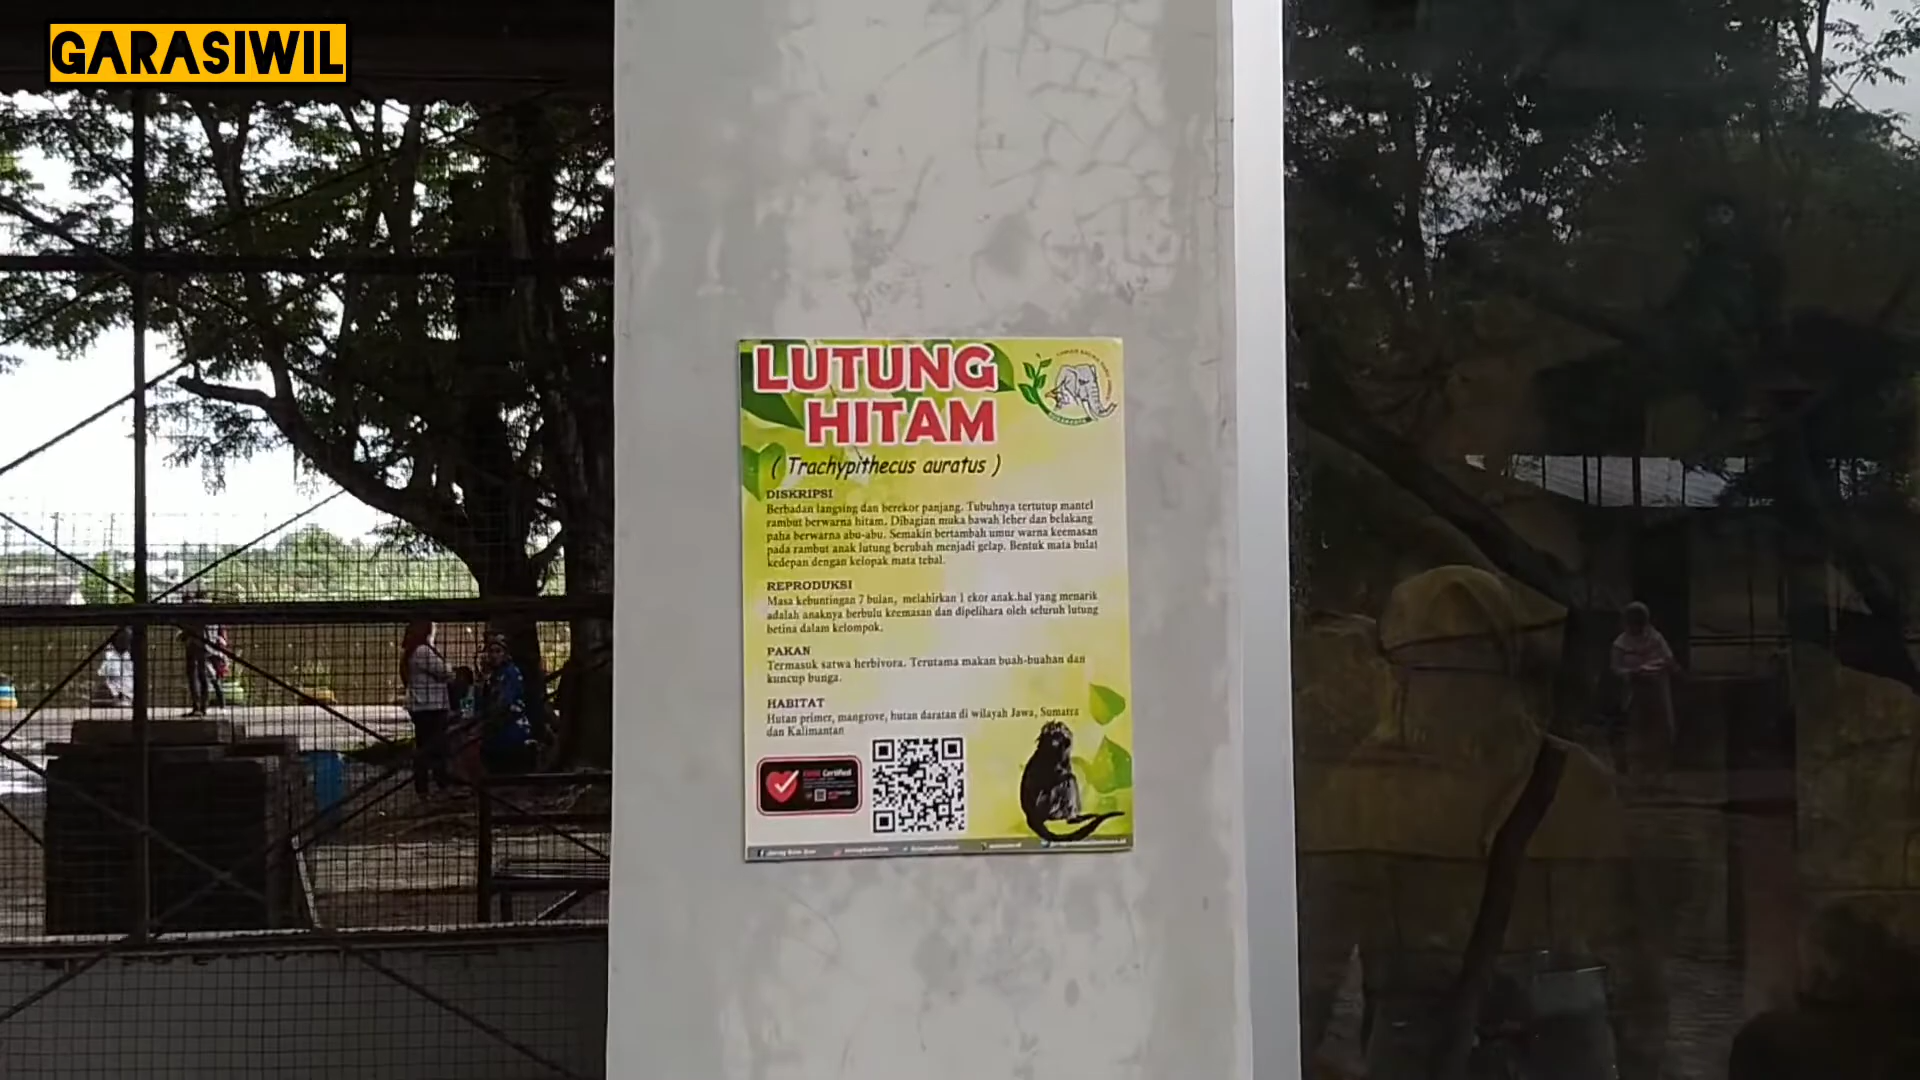 GARASIWIL
LUTUNG
HITAM
( Trachypithecus auratus )
DISKRIPSI
Berbadan langsing dan berekor panjang. Tubuhnya tertutup mantel
rambut berwarna hitam. Dibagian muka bawah leher dan belakang
paha berwarna abu-abu. Semakin bertambah umur warna keemasan
pada rambut anak lutung berubah menjadi gelap. Bentuk mata bulat
kedepan dengan kelopak mata tebal.
REPRODUKSI
Masa kebuntingan 7 bulan, melahirkan 1 ekor anak.hal yang menarik
adalah anaknya berbulu keemasan dan dipelihara oleh seluruh lutung
betina dalam kelompok.
PAKAN
Termasuk satwa herbivora. Terutama makan buah-buahan dan
kuncup bunga.
HABITAT
Hutan primer, mangrove, hutan daratan di wilayah Jawa, Sumatra
dan Kalimantan
Certified